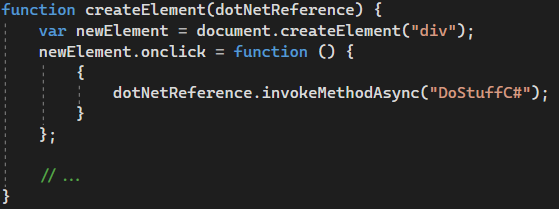 function createElement(dotNetReference) {
    var newElement = document.createElement("div");
    newElement.onclick = function () {
        {
            dotNetReference.invokeMethodAsync("DoStuffC#");
        }
    };

    //...
}